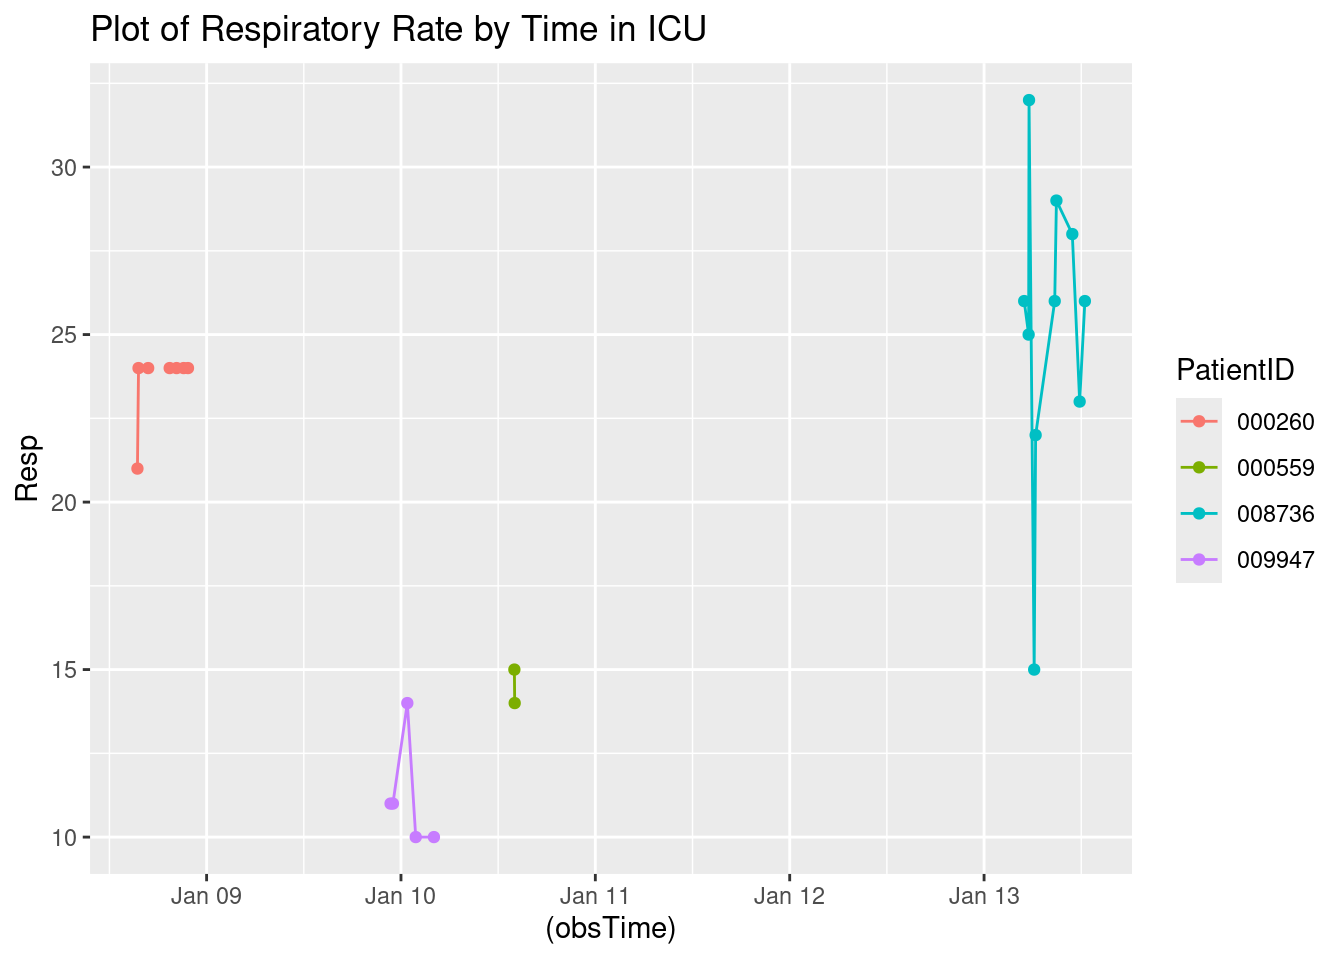 Plot of Respiratory Rate by Time in ICU
30
25
20
15
10
Resp
Jan 09
Jan 10
Jan 11
Jan 12
Jan 13
(obsTime)
PatientID
000260
000559
008736
009947